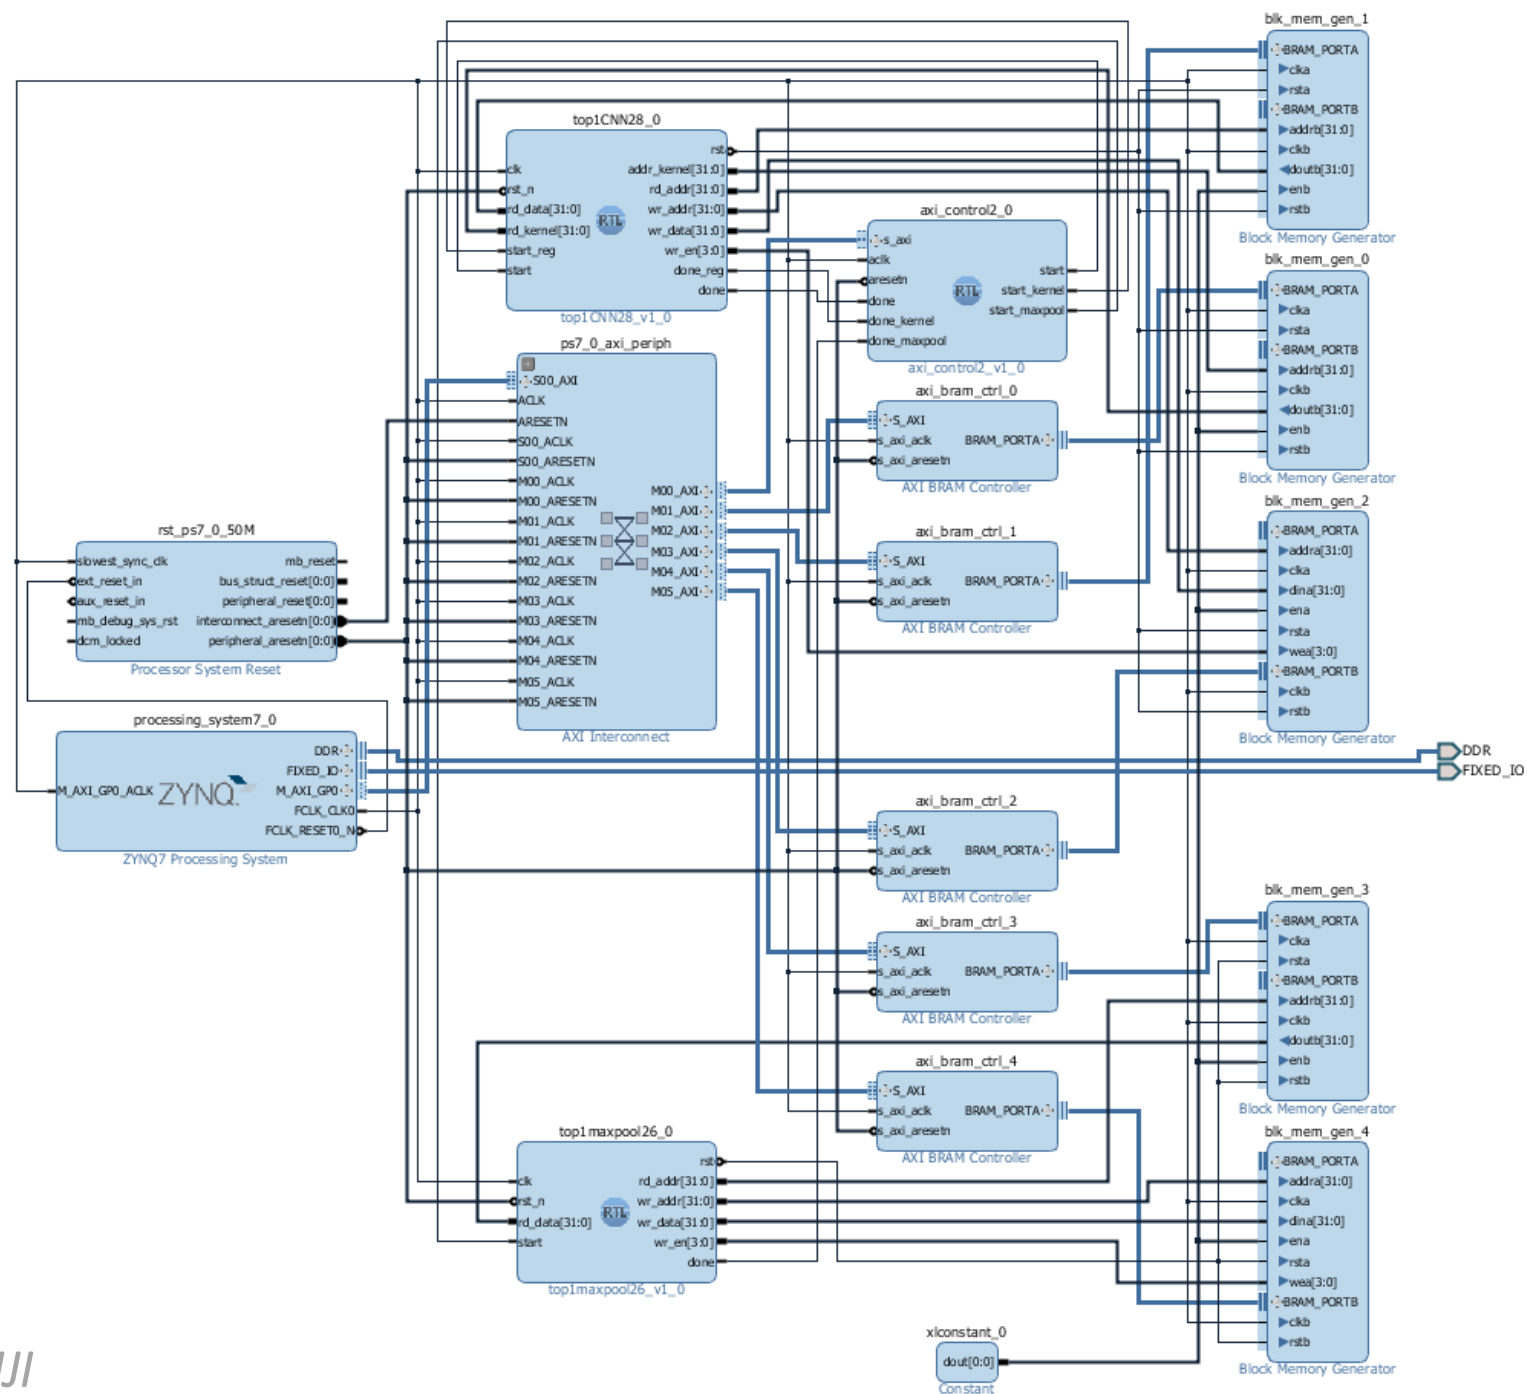 blk_mem_gen_1
BRAM_PORTA
clka
rsta
BRAM_PORTB
addrb[31:0]
clkb
doutb[31:0]
enb
rstb
Block Memory Generator
top1CNN28_0
clk
rst_n
rd_data[31:0]
rd_kernel[31:0]
start_reg
start
RTL
rst
addr_kernel[31:0]
rd_addr[31:0]
wr_addr[31:0]
wr_data[31:0]
wr_en[3:0]
done_reg
done
top1CNN28_v1_0
axi_control2_0
s_axi
aclk
aresetn
done
done_kernel
done_maxpool
RTL
start
start_kernel
start_maxpool
axi_control2_v1_0
blk_mem_gen_0
BRAM_PORTA
clka
rsta
BRAM_PORTB
addrb[31:0]
clkb
doutb[31:0]
enb
rstb
Block Memory Generator
ps7_0_axi_periph
S00_AXI
ACLK
ARESETN
S00_ACLK
S00_ARESETN
M00_ACLK
M00_ARESETN
M01_ACLK
M01_ARESETN
M02_ACLK
M02_ARESETN
M03_ACLK
M03_ARESETN
M04_ACLK
M04_ARESETN
M05_ACLK
M05_ARESETN
M00_AXI
M01_AXI
M02_AXI
M03_AXI
M04_AXI
M05_AXI
AXI Interconnect
axi_bram_ctrl_0
S_AXI
s_axi_aclk
s_axi_aresetn
BRAM_PORTA
AXI BRAM Controller
axi_bram_ctrl_1
S_AXI
s_axi_aclk
s_axi_aresetn
BRAM_PORTA
AXI BRAM Controller
blk_mem_gen_2
BRAM_PORTA
addra[31:0]
clka
dina[31:0]
ena
rsta
wea[3:0]
BRAM_PORTB
clkb
rstb
Block Memory Generator
rst_ps7_0_50M
slowest_sync_clk
ext_reset_in
aux_reset_in
mb_debug_sys_rst
dcm_locked
mb_reset
bus_struct_reset[0:0]
peripheral_reset[0:0]
interconnect_aresetn[0:0]
peripheral_aresetn[0:0]
Processor System Reset
processing_system7_0
M_AXI_GP0_ACLK
ZYNQ
DDR
FIXED_IO
M_AXI_GP0
FCLK_CLK0
FCLK_RESET0_N
ZYNQ7 Processing System
DDR
FIXED_IO
axi_bram_ctrl_2
S_AXI
s_axi_aclk
s_axi_aresetn
BRAM_PORTA
AXI BRAM Controller
axi_bram_ctrl_3
S_AXI
s_axi_aclk
s_axi_aresetn
BRAM_PORTA
AXI BRAM Controller
blk_mem_gen_3
BRAM_PORTA
clka
rsta
BRAM_PORTB
addrb[31:0]
clkb
doutb[31:0]
enb
rstb
Block Memory Generator
axi_bram_ctrl_4
S_AXI
s_axi_aclk
s_axi_aresetn
BRAM_PORTA
AXI BRAM Controller
top1maxpool26_0
clk
rst_n
rd_data[31:0]
start
RTL
rst
rd_addr[31:0]
wr_addr[31:0]
wr_data[31:0]
wr_en[3:0]
done
top1maxpool26_v1_0
blk_mem_gen_4
BRAM_PORTA
addra[31:0]
clka
dina[31:0]
ena
rsta
wea[3:0]
BRAM_PORTB
clkb
rstb
Block Memory Generator
xlconstant_0
dout[0:0]
Constant